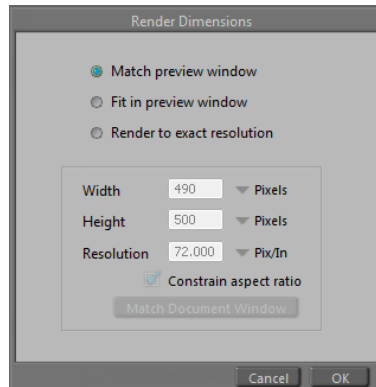 Render Dimensions
Match preview window
Fit in preview window
Render to exact resolution
Width 490 Pixels
Height 500 Pixels
Resolution 72.000 Pix/In
Constrain aspect ratio
Match Document Window
Cancel OK